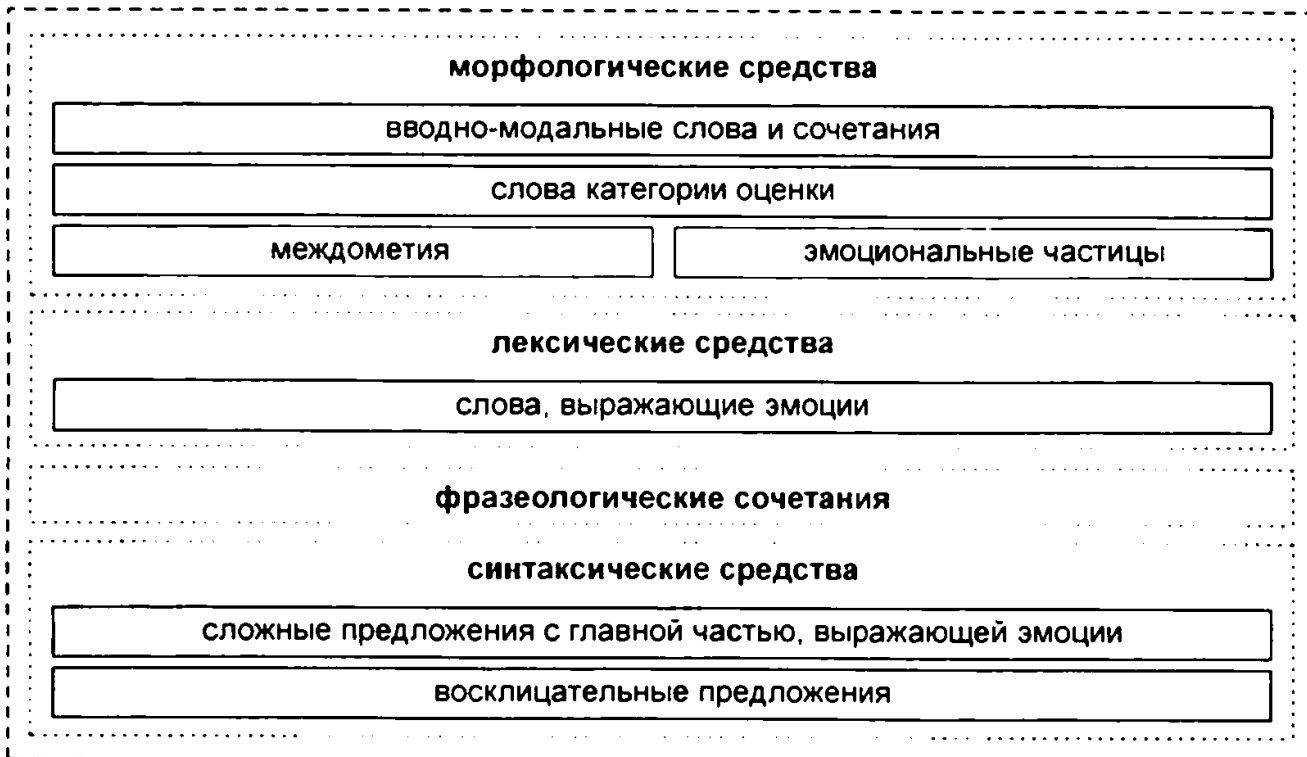 морфологические средства
вводно-модальные слова и сочетания
слова категории оценки
междометия
эмоциональные частицы
лексические средства
слова, выражающие эмоции
фразеологические сочетания
синтаксические средства
сложные предложения с главной частью, выражающей эмоции
восклицательные предложения